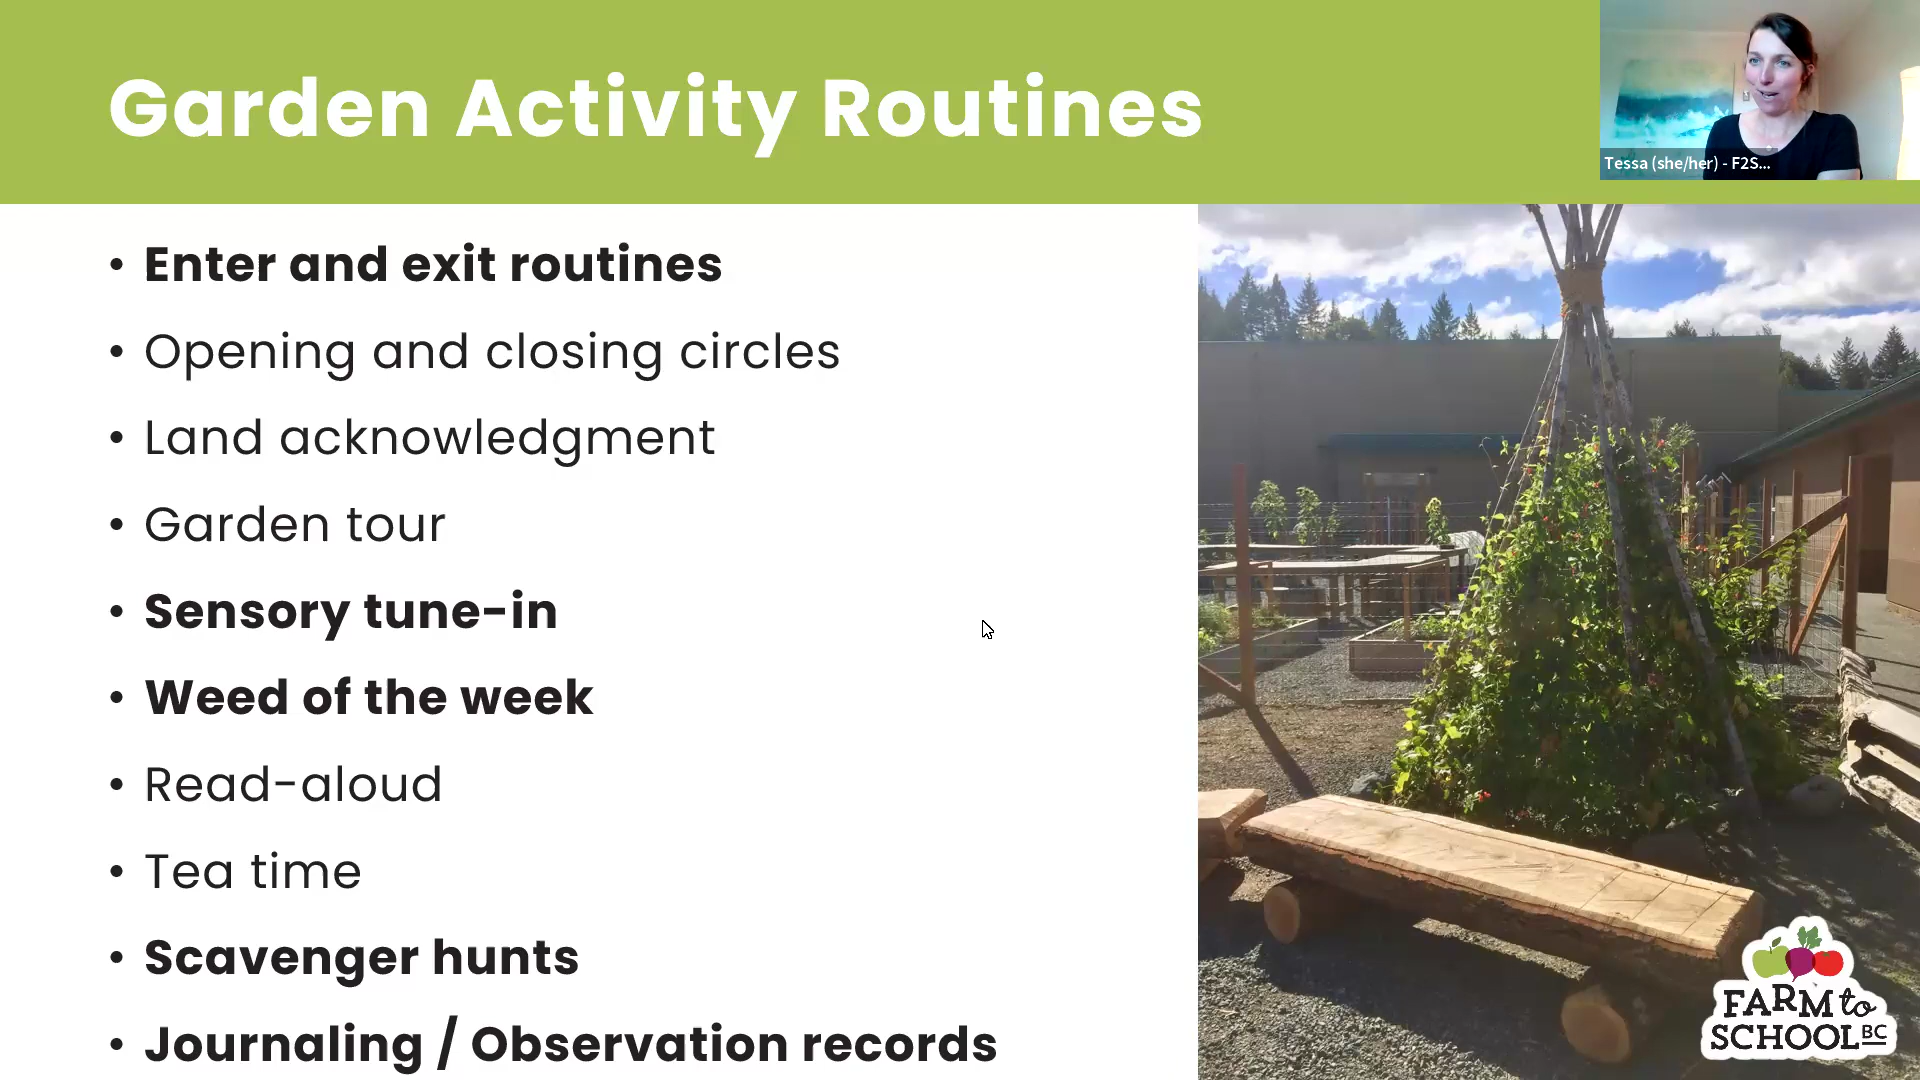 Garden Activity Routines
Tessa (she/her) - F2S...
• Enter and exit routines
• Opening and closing circles
• Land acknowledgment
• Garden tour
• Sensory tune-in
• Weed of the week
• Read-aloud
• Tea time
• Scavenger hunts
• Journaling / Observation records
FARM to
SCHOOL BC